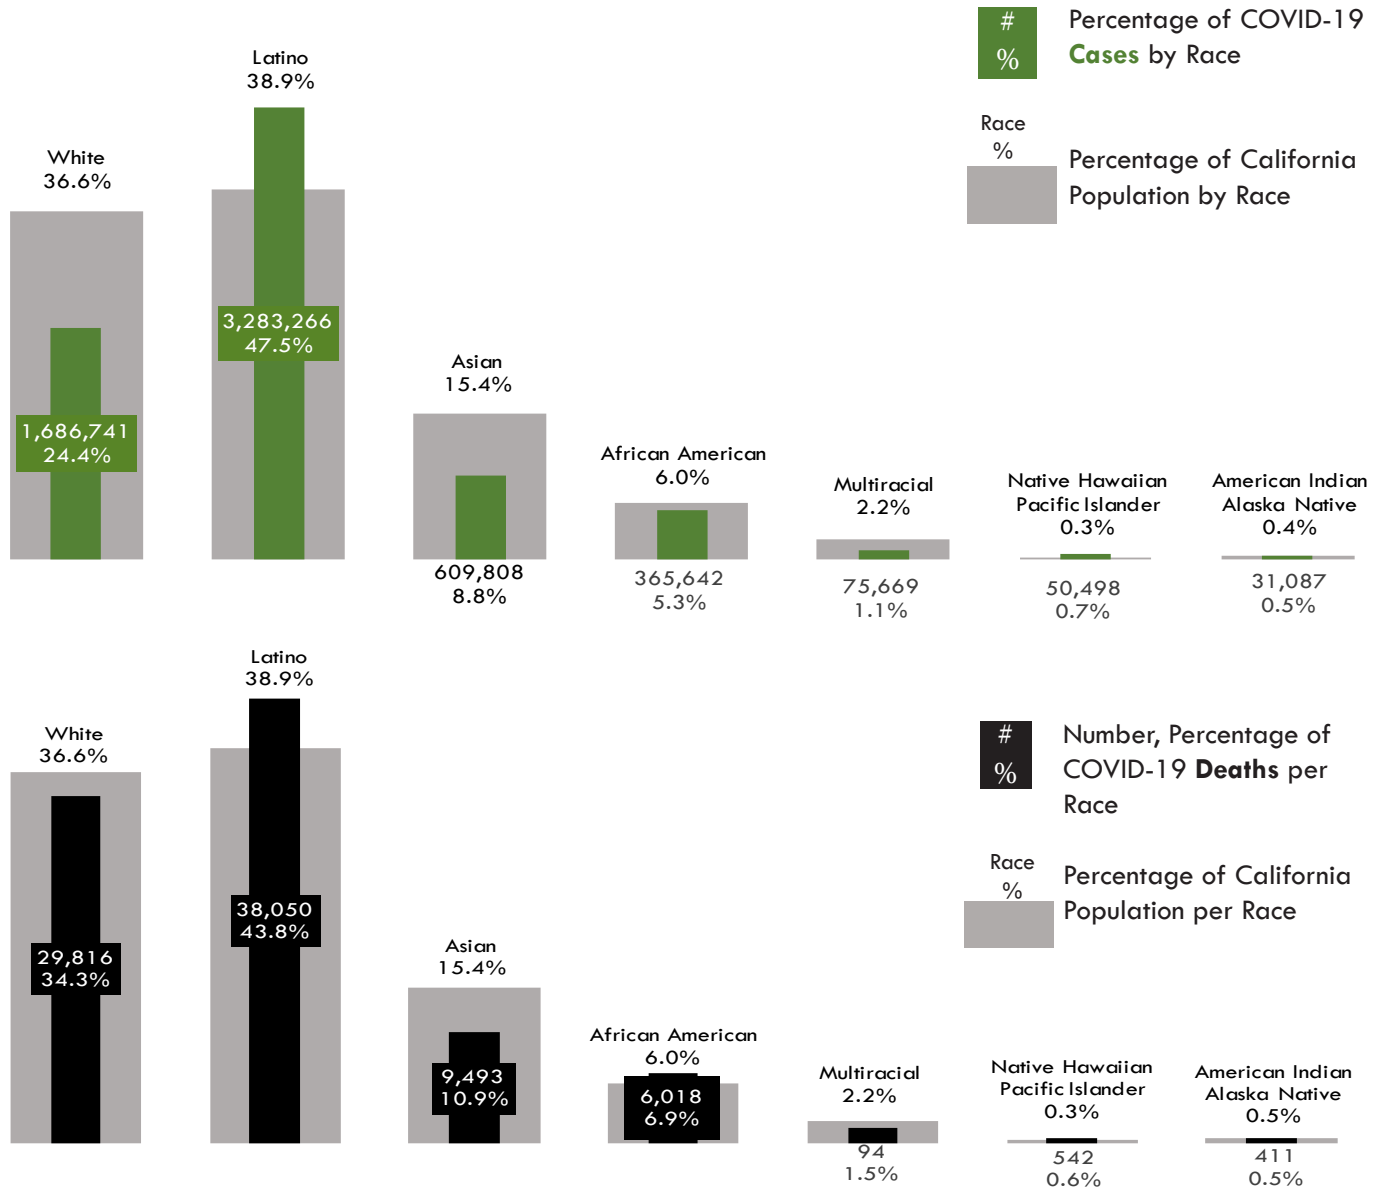 #
%
Percentage of COVID-19
Cases by Race
Race
%
Percentage of California
Population by Race
White
36.6%
1,686,741
24.4%
Latino
38.9%
3,283,266
47.5%
Asian
15.4%
609,808
8.8%
African American
6.0%
365,642
5.3%
Multiracial
2.2%
75,669
1.1%
Native Hawaiian
Pacific Islander
0.3%
50,498
0.7%
American Indian
Alaska Native
0.4%
31,087
0.5%
#
%
Number, Percentage of
COVID-19 Deaths per
Race
Race
%
Percentage of California
Population per Race
White
36.6%
29,816
34.3%
Latino
38.9%
38,050
43.8%
Asian
15.4%
9,493
10.9%
African American
6.0%
6,018
6.9%
Multiracial
2.2%
94
1.5%
Native Hawaiian
Pacific Islander
0.3%
542
0.6%
American Indian
Alaska Native
0.5%
411
0.5%